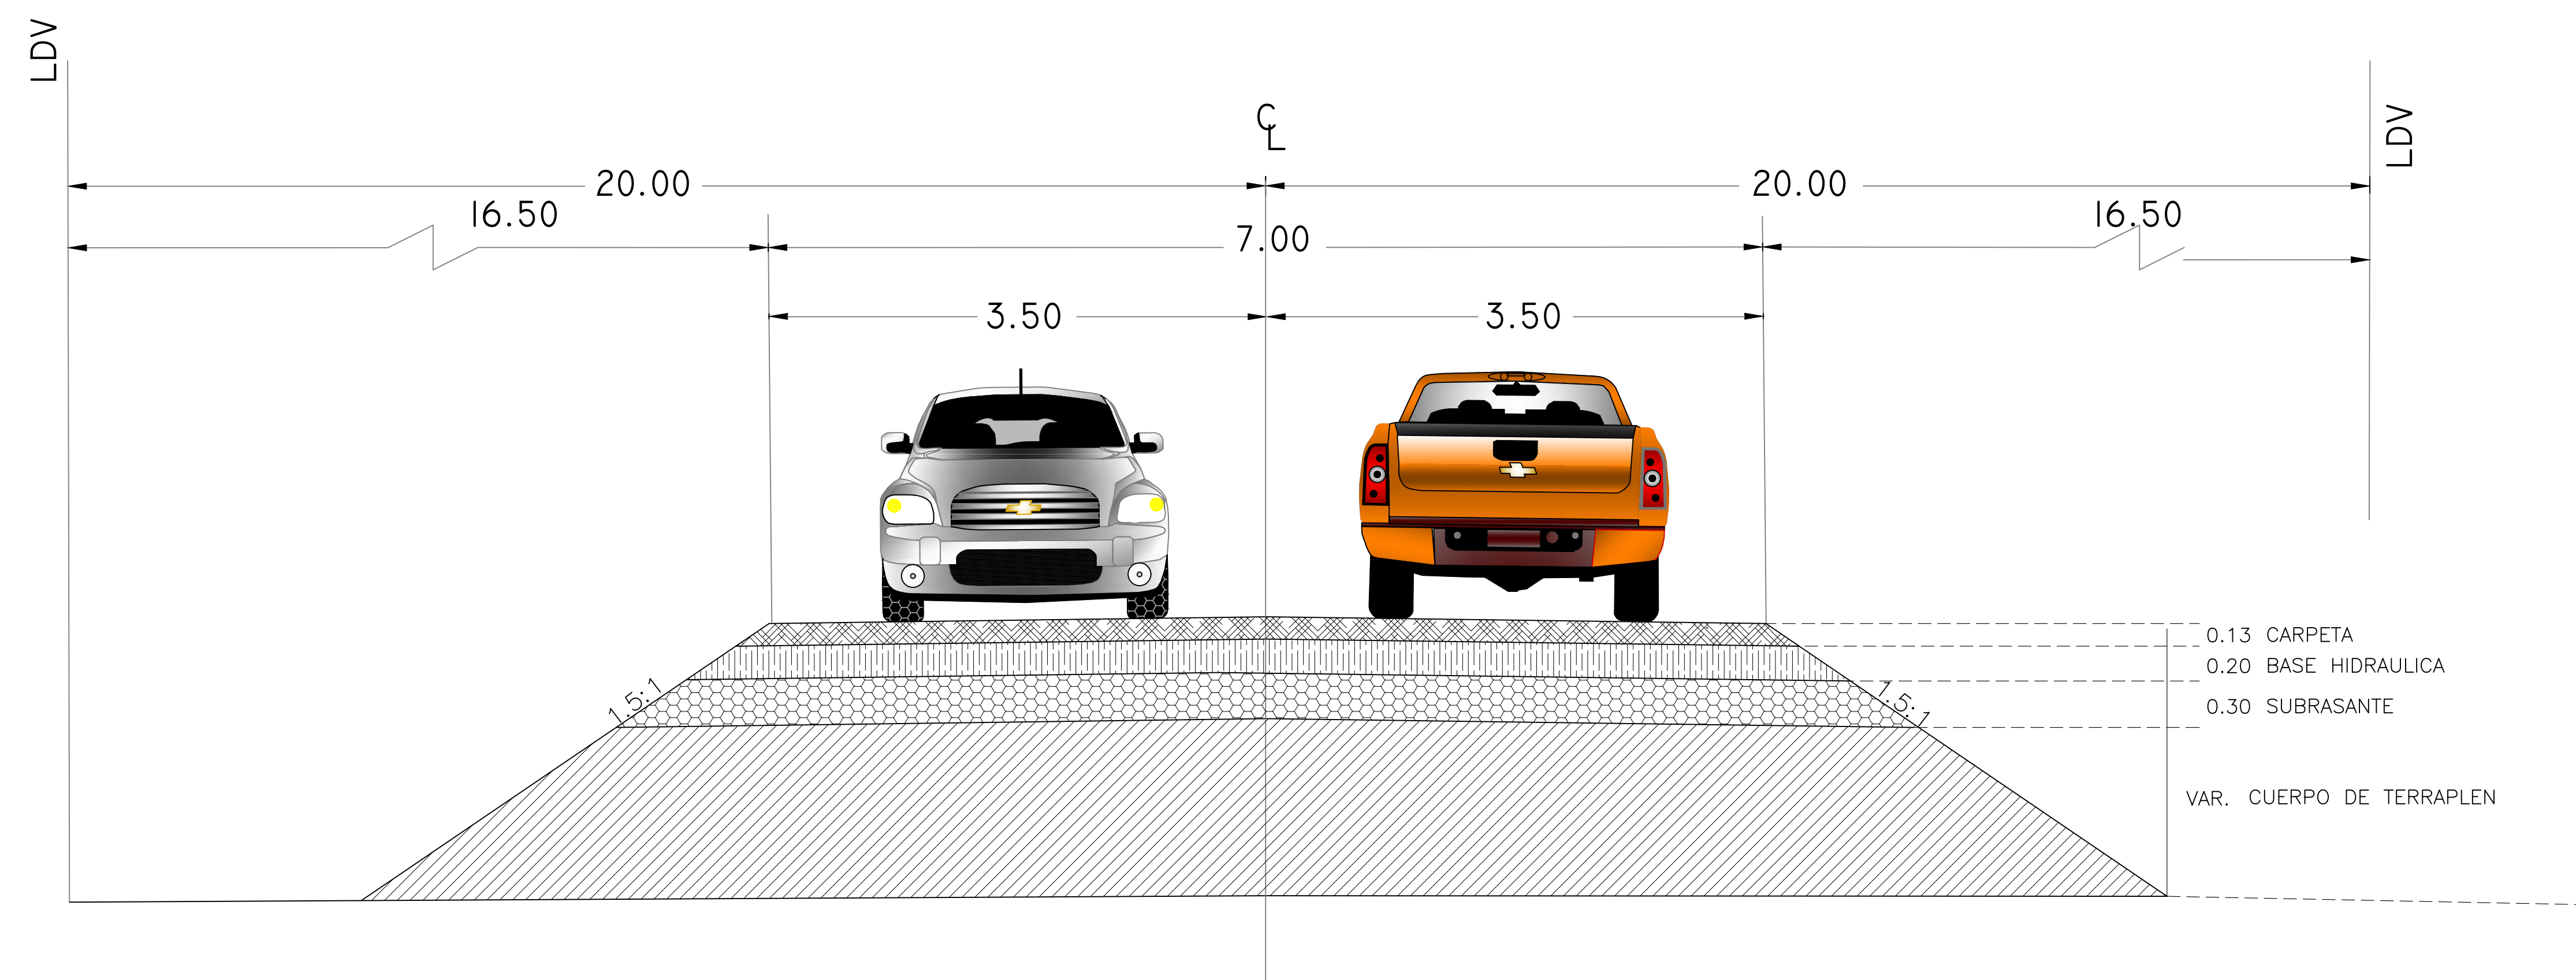 LDV
LDV
CL
20.00
20.00
16.50
7.00
16.50
3.50
3.50
0.13 CARPETA
0.20 BASE HIDRAULICA
0.30 SUBRASANTE
1.5:1
1.5:1
VAR. CUERPO DE TERRAPLEN